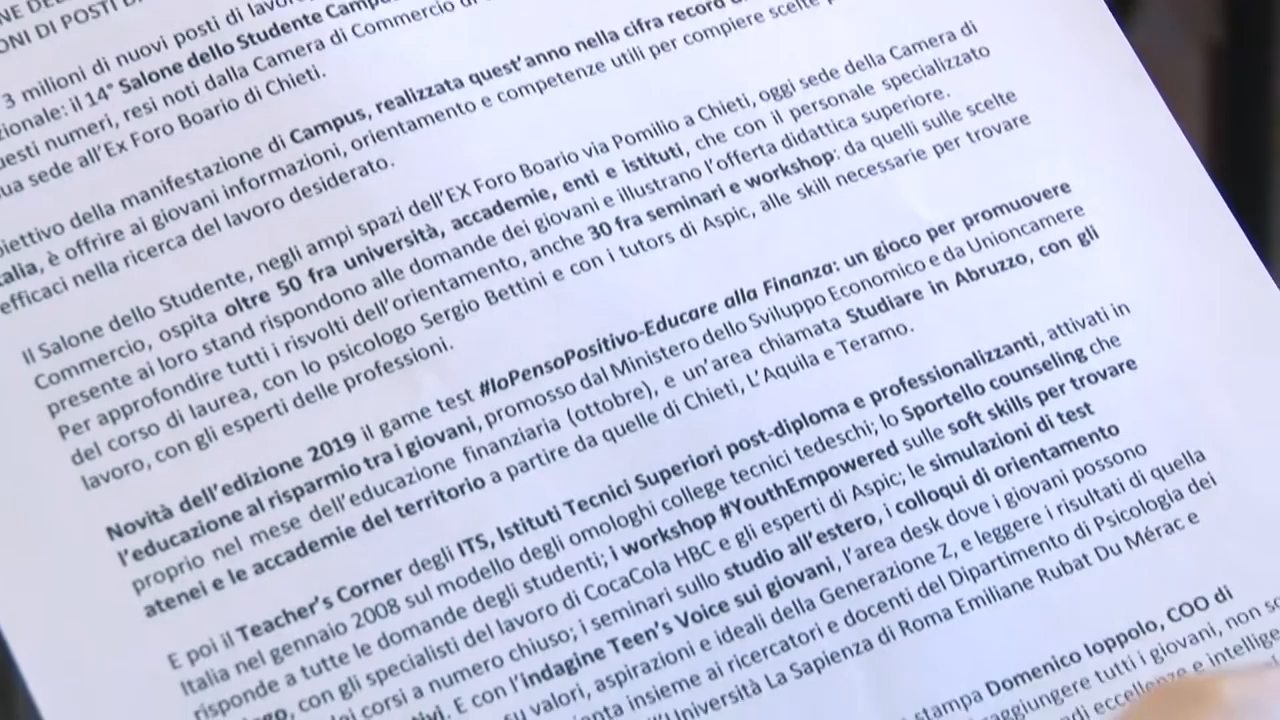 NE DEL
ONI DI POSTI DI
3 milioni di nuovi posti di lavoro
zionale: il 14° Salone dello Studente Campus
uesti numeri, resi noti dalla Camera di Commercio di
ua sede all'Ex Foro Boario di Chieti.
biettivo della manifestazione di Campus, realizzata quest'anno nella cifra record
talia, è offrire ai giovani informazioni, orientamento e competenze utili per compiere scelte
efficaci nella ricerca del lavoro desiderato.
Il Salone dello Studente, negli ampi spazi dell'EX Foro Boario via Pomilio a Chieti, oggi sede della Camera di
Commercio, ospita oltre 50 fra università, accademie, enti e istituti, che con il personale specializzato
presente ai loro stand rispondono alle domande dei giovani e illustrano l'offerta didattica superiore.
Per approfondire tutti i risvolti dell'orientamento, anche 30 fra seminari e workshop: da quelli sulle scelte
del corso di laurea, con lo psicologo Sergio Bettini e con i tutors di Aspic, alle skill necessarie per trovare
lavoro, con gli esperti delle professioni.
Novità dell'edizione 2019 il game test #IoPensoPositivo-Educare alla Finanza: un gioco per promuovere
l'educazione al risparmio tra i giovani, promosso dal Ministero dello Sviluppo Economico e da Unioncamere
proprio nel mese dell'educazione finanziaria (ottobre), e un'area chiamata Studiare in Abruzzo, con gli
atenei e le accademie del territorio a partire da quelle di Chieti, L'Aquila e Teramo.
E poi il Teacher's Corner degli ITS, Istituti Tecnici Superiori post-diploma e professionalizzanti, attivati in
Italia nel gennaio 2008 sul modello degli omologhi college tecnici tedeschi; lo Sportello counseling che
risponde a tutte le domande degli studenti; i workshop #YouthEmpowered sulle soft skills per trovare
, con gli specialisti del lavoro di CocaCola HBC e gli esperti di Aspic; le simulazioni di test
dei corsi a numero chiuso; i seminari sullo studio all'estero, i colloqui di orientamento
. E con l'indagine Teen's Voice sui giovani, l'area desk dove i giovani possono
su valori, aspirazioni e ideali della Generazione Z, e leggere i risultati di quella
insieme ai ricercatori e docenti del Dipartimento di Psicologia dei
Università La Sapienza di Roma Emiliane Rubat Du Mérac e
stampa Domenico Ioppolo, COO di
raggiungere tutti i giovani, non so
eccellenze e intellige